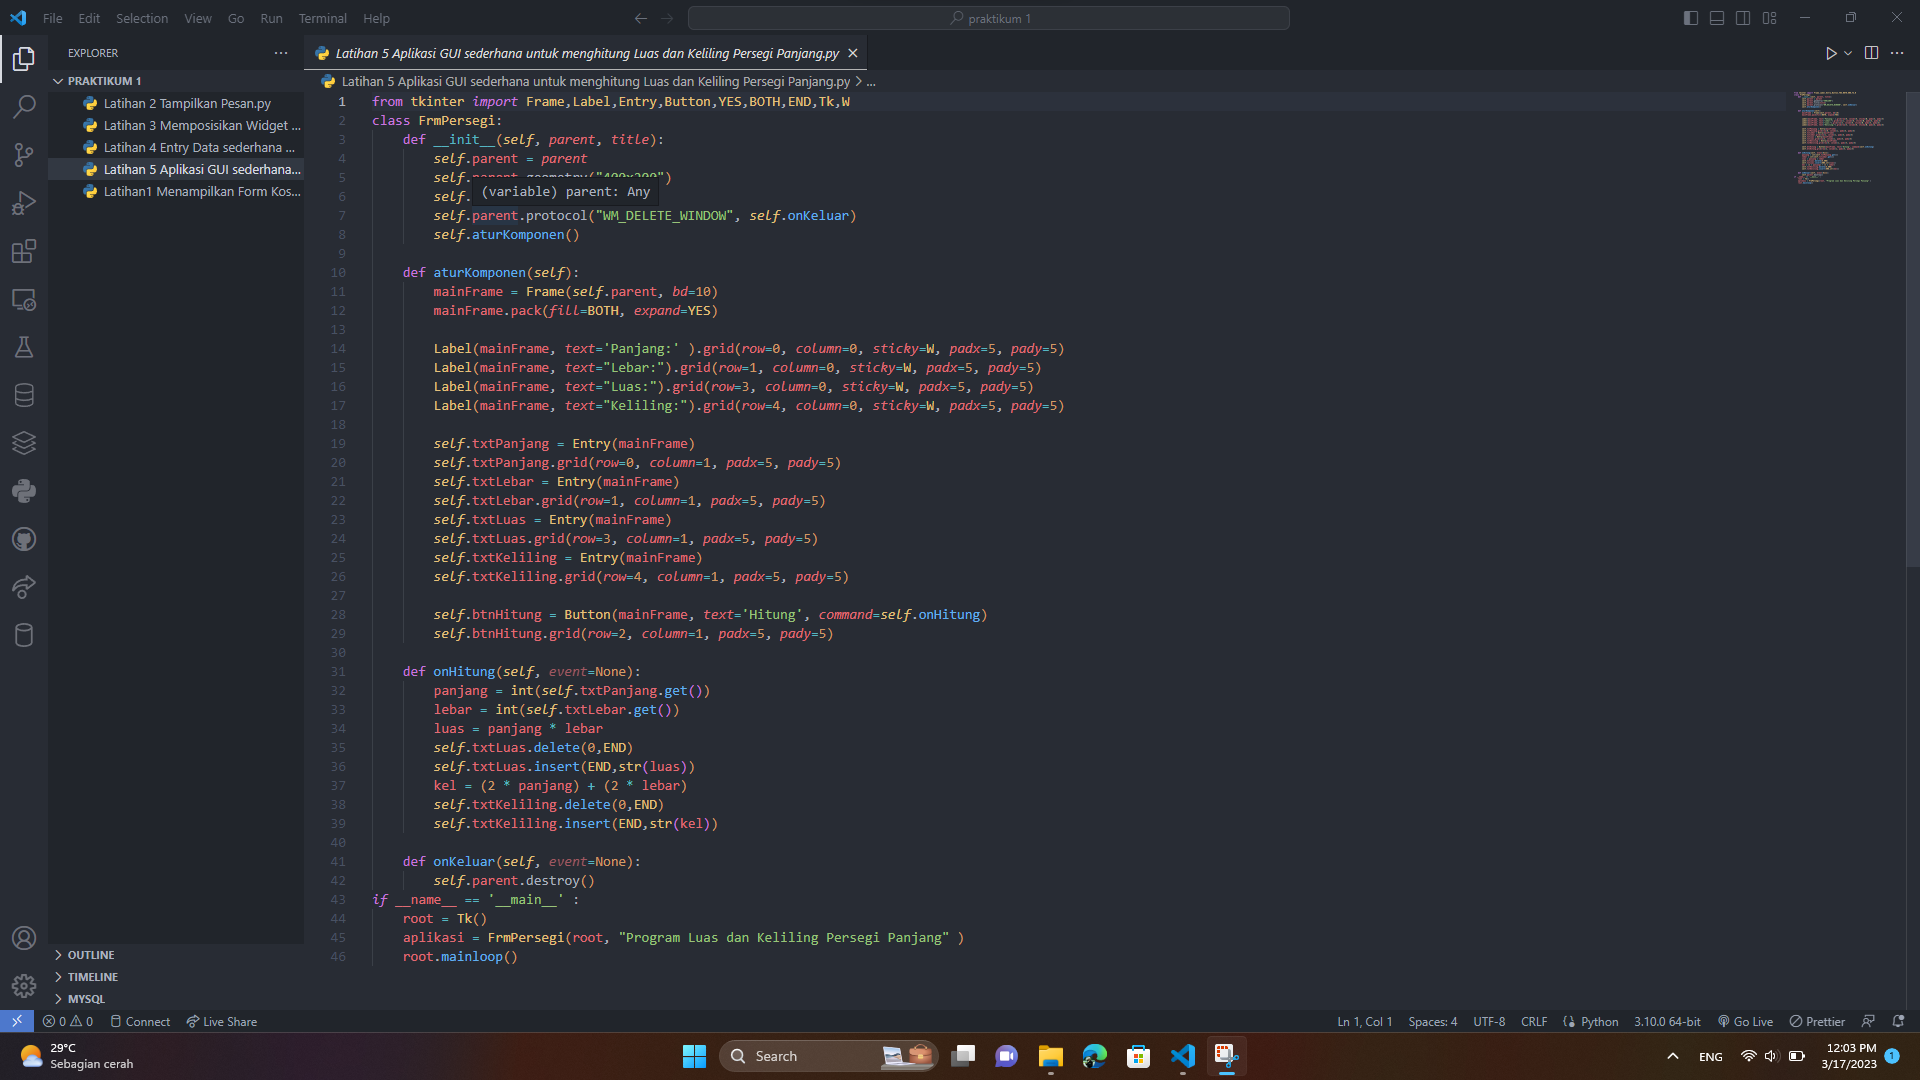 File Edit Selection View Go Run Terminal Help
praktikum 1
EXPLORER
PRAKTIKUM 1
Latihan 2 Tampilkan Pesan.py
Latihan 3 Memposisikan Widget ...
Latihan 4 Entry Data sederhana ...
Latihan 5 Aplikasi GUI sederhana...
Latihan1 Menampilkan Form Kos...
OUTLINE
TIMELINE
MYSQL
Latihan 5 Aplikasi GUI sederhana untuk menghitung Luas dan Keliling Persegi Panjang.py
Latihan 5 Aplikasi GUI sederhana untuk menghitung Luas dan Keliling Persegi Panjang.py > ...
1 from tkinter import Frame,Label,Entry,Button,YES,BOTH,END,Tk,W
2 class FrmPersegi:
3 def __init__(self, parent, title):
4 self.parent = parent
5 self.parent.geometry("400x200")
(variable) parent: Any
6 self.
7 self.parent.protocol("WM_DELETE_WINDOW", self.onKeluar)
8 self.aturKomponen()
9
10 def aturKomponen(self):
11 mainFrame = Frame(self.parent, bd=10)
12 mainFrame.pack(fill=BOTH, expand=YES)
13
14 Label(mainFrame, text='Panjang:' ).grid(row=0, column=0, sticky=W, padx=5, pady=5)
15 Label(mainFrame, text="Lebar:").grid(row=1, column=0, sticky=W, padx=5, pady=5)
16 Label(mainFrame, text="Luas:").grid(row=3, column=0, sticky=W, padx=5, pady=5)
17 Label(mainFrame, text="Keliling:").grid(row=4, column=0, sticky=W, padx=5, pady=5)
18
19 self.txtPanjang = Entry(mainFrame)
20 self.txtPanjang.grid(row=0, column=1, padx=5, pady=5)
21 self.txtLebar = Entry(mainFrame)
22 self.txtLebar.grid(row=1, column=1, padx=5, pady=5)
23 self.txtLuas = Entry(mainFrame)
24 self.txtLuas.grid(row=3, column=1, padx=5, pady=5)
25 self.txtKeliling = Entry(mainFrame)
26 self.txtKeliling.grid(row=4, column=1, padx=5, pady=5)
27
28 self.btnHitung = Button(mainFrame, text='Hitung', command=self.onHitung)
29 self.btnHitung.grid(row=2, column=1, padx=5, pady=5)
30
31 def onHitung(self, event=None):
32 panjang = int(self.txtPanjang.get())
33 lebar = int(self.txtLebar.get())
34 luas = panjang * lebar
35 self.txtLuas.delete(0,END)
36 self.txtLuas.insert(END,str(luas))
37 kel = (2 * panjang) + (2 * lebar)
38 self.txtKeliling.delete(0,END)
39 self.txtKeliling.insert(END,str(kel))
40
41 def onKeluar(self, event=None):
42 self.parent.destroy()
43 if __name__ == '__main__' :
44 root = Tk()
45 aplikasi = FrmPersegi(root, "Program Luas dan Keliling Persegi Panjang" )
46 root.mainloop()
0 0 Connect Live Share Ln 1, Col 1 Spaces: 4 UTF-8 CRLF Python 3.10.0 64-bit Go Live Prettier
29°C
Sebagian cerah
Search
ENG
12:03 PM
3/17/2023
1